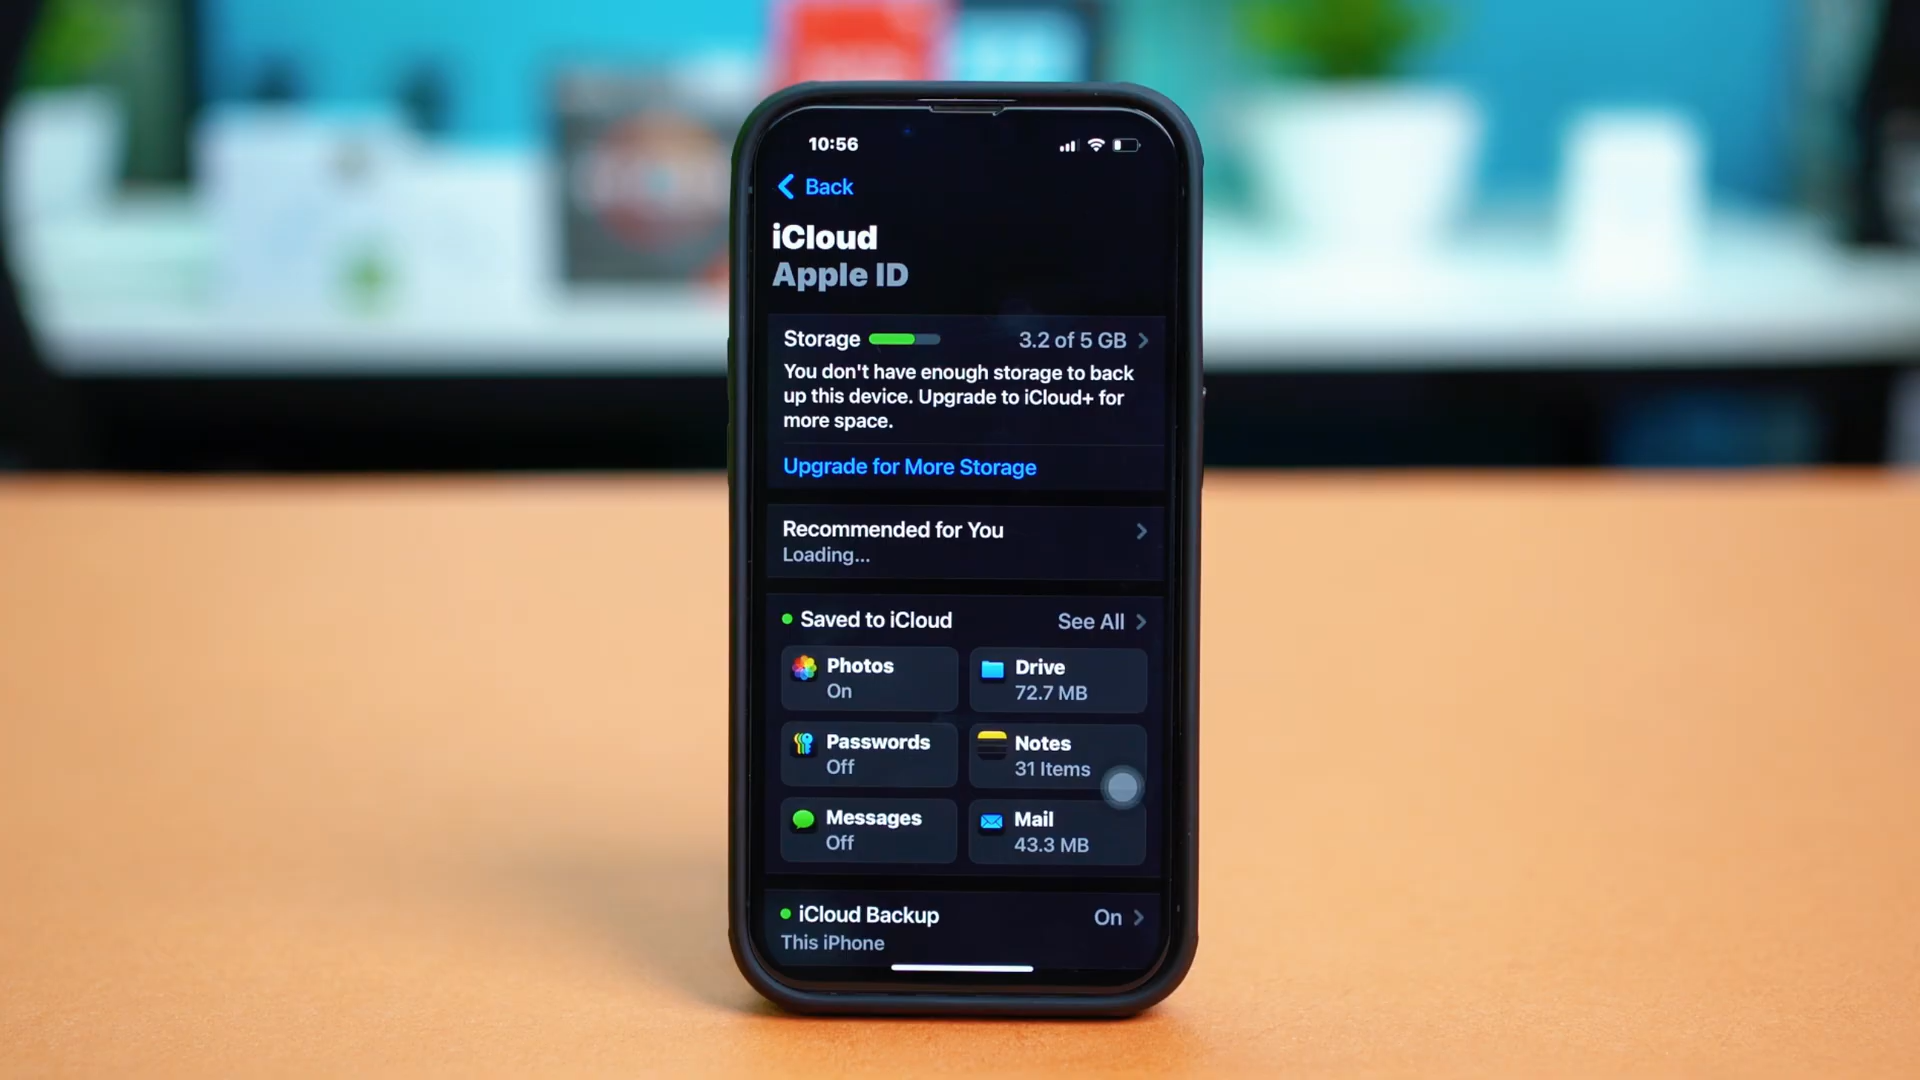 10:56
Back
iCloud
Apple ID
Storage 3.2 of 5 GB
You don't have enough storage to back
up this device. Upgrade to iCloud+ for
more space.
Upgrade for More Storage
Recommended for You
Loading...
Saved to iCloud See All
Photos
On
Drive
72.7 MB
Passwords
Off
Notes
31 Items
Messages
Off
Mail
43.3 MB
iCloud Backup On
This iPhone